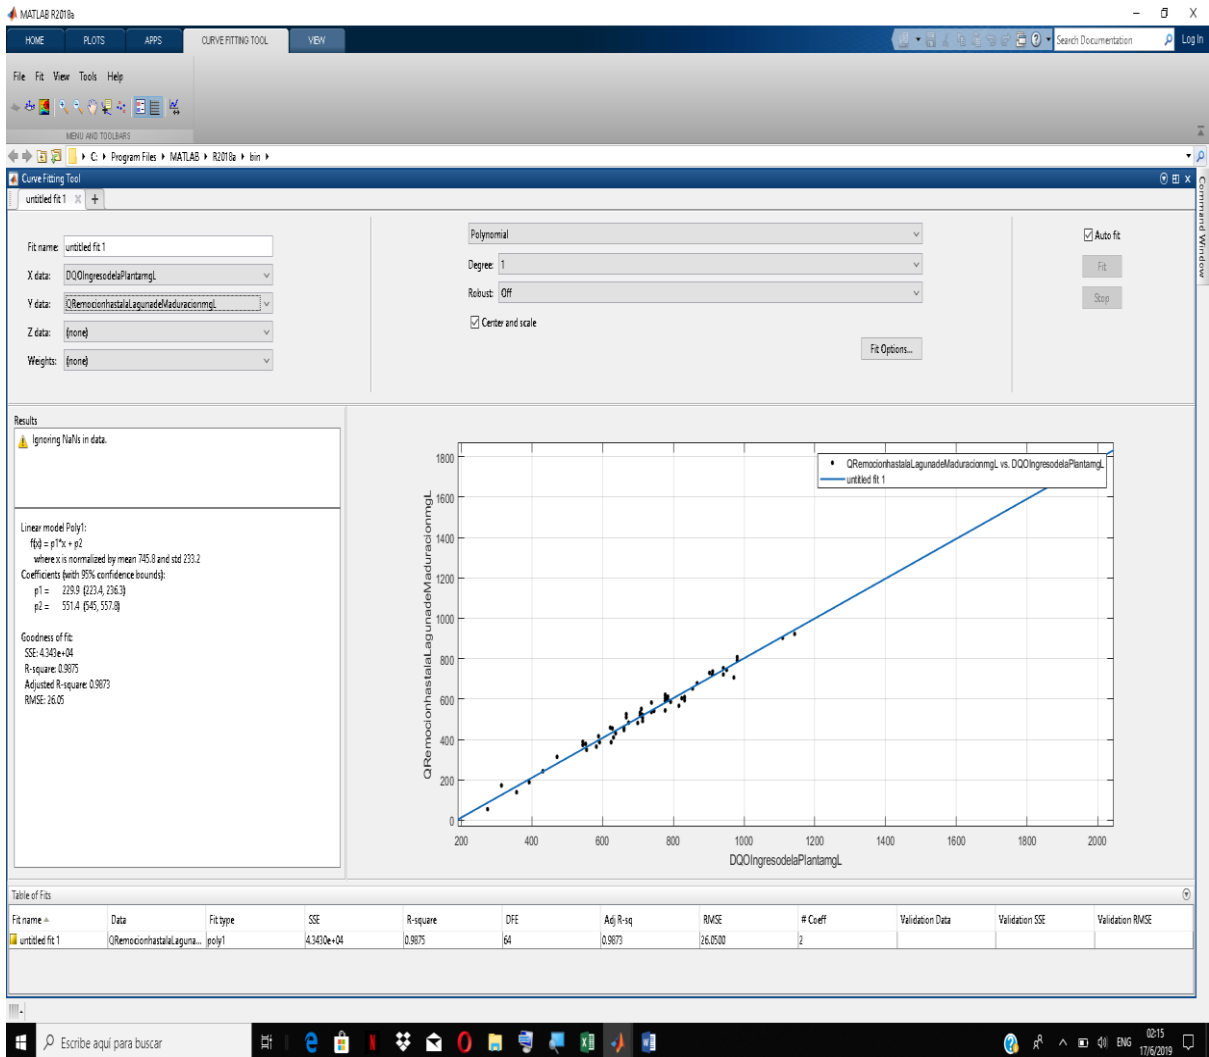 MATLAB R2018a
HOME PLOTS APPS CURVE FITTING TOOL VIEW
Search Documentation
Log In
File Fit View Tools Help
MENU AND TOOLBARS
C: Program Files MATLAB R2018a bin
Curve Fitting Tool
untitled fit 1
Command Window
Fit name: untitled fit 1
X data: DQOIngresodelaPlantamgL
Y data: QRemocionhastalaLagunadeMaduracionmgL
Z data: (none)
Weights: (none)
Polynomial
Degree: 1
Robust: Off
Center and scale
Fit Options...
Auto fit
Fit
Stop
Results
Ignoring NaNs in data.
Linear model Poly1:
f(x) = p1*x + p2
where x is normalized by mean 745.8 and std 233.2
Coefficients (with 95% confidence bounds):
p1 = 229.9 (223.4, 236.3)
p2 = 551.4 (545, 557.8)
Goodness of fit:
SSE: 4.343e+04
R-square: 0.9875
Adjusted R-square: 0.9873
RMSE: 26.05
QRemocionhastalaLagunadeMaduracionmgL vs. DQOIngresodelaPlantamgL
untitled fit 1
QRemocionhastalaLagunadeMaduracionmgL
1800
1600
1400
1200
1000
800
600
400
200
0
200 400 600 800 1000 1200 1400 1600 1800 2000
DQOIngresodelaPlantamgL
Table of Fits
Fit name Data Fit type SSE R-square DFE Adj R-sq RMSE # Coeff Validation Data Validation SSE Validation RMSE
untitled fit 1 QRemocionhastalaLaguna... poly1 4.3430e+04 0.9875 64 0.9873 26.0500 2
Escribe aquí para buscar
ENG
02:15
17/6/2019